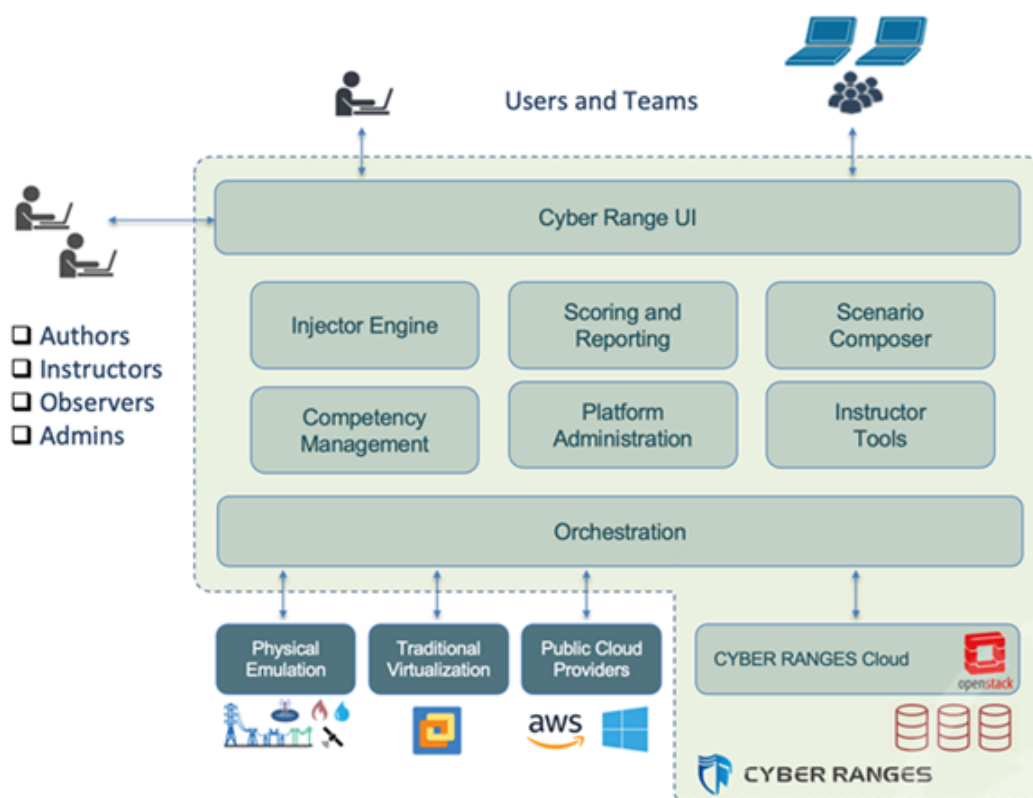 Users and Teams
Cyber Range UI
Authors
Instructors
Observers
Admins
Injector Engine
Scoring and
Reporting
Scenario
Composer
Competency
Management
Platform
Administration
Instructor
Tools
Orchestration
Physical
Emulation
Traditional
Virtualization
Public Cloud
Providers
CYBER RANGES Cloud
openstack
aws
CYBER RANGES